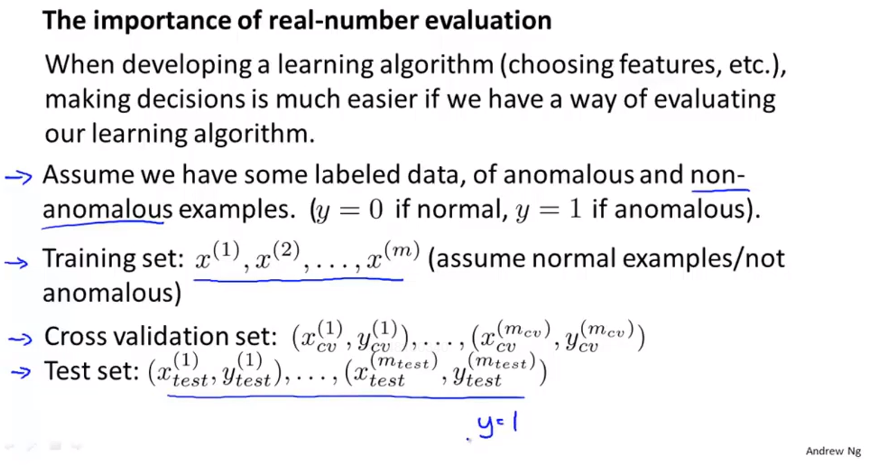 The importance of real-number evaluation
When developing a learning algorithm (choosing features, etc.),
making decisions is much easier if we have a way of evaluating
our learning algorithm.
→ Assume we have some labeled data, of anomalous and non-
anomalous examples. (y = 0 if normal, y = 1 if anomalous).
→ Training set: x^{(1)}, x^{(2)}, . . . , x^{(m)} (assume normal examples/not
anomalous)
→ Cross validation set: (x_{cv}^{(1)}, y_{cv}^{(1)}), . . . , (x_{cv}^{(m_{cv})}, y_{cv}^{(m_{cv})})
→ Test set: (x_{test}^{(1)}, y_{test}^{(1)}), . . . , (x_{test}^{(m_{test})}, y_{test}^{(m_{test})})
y=1
Andrew Ng